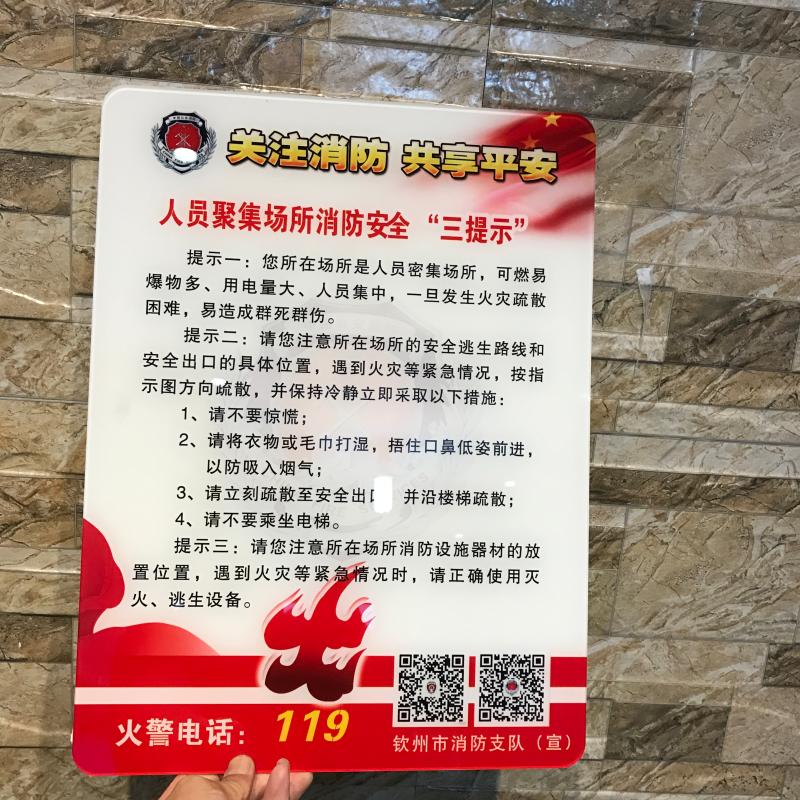 关注消防 共享平安
人员聚集场所消防安全“三提示”
提示一：您所在场所是人员密集场所，可燃易
爆物多、用电量大、人员集中，一旦发生火灾疏散
困难，易造成群死群伤。
提示二：请您注意所在场所的安全逃生路线和
安全出口的具体位置，遇到火灾等紧急情况，按指
示图方向疏散，并保持冷静立即采取以下措施：
1、请不要惊慌；
2、请将衣物或毛巾打湿，捂住口鼻低姿前进，
以防吸入烟气；
3、请立刻疏散至安全出 并沿楼梯疏散；
4、请不要乘坐电梯。
提示三：请您注意所在场所消防设施器材的放
置位置，遇到火灾等紧急情况时，请正确使用灭
火、逃生设备。
火警电话：119
钦州市消防支队（宣）